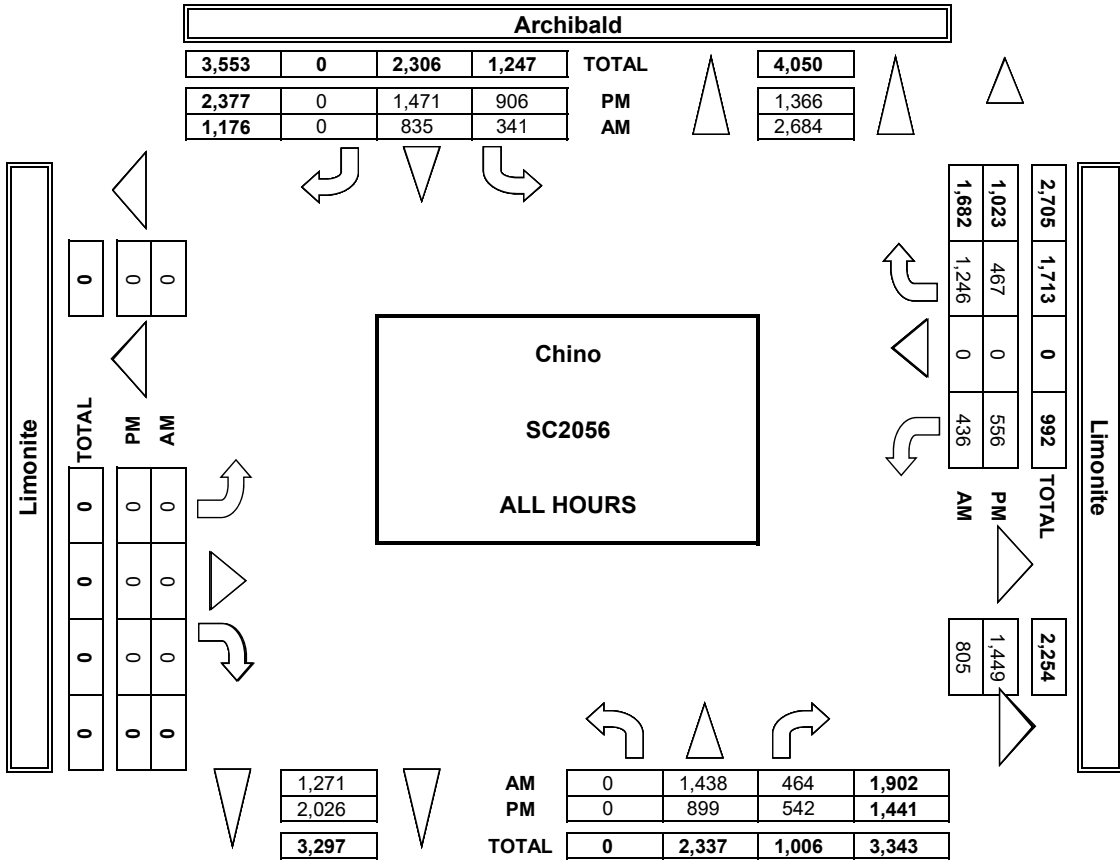 Archibald
3,553 0 2,306 1,247 TOTAL 4,050
2,377 0 1,471 906 PM 1,366
1,176 0 835 341 AM 2,684
Limonite
0 0 0
TOTAL PM AM
0 0 0
0 0 0
0 0 0
0 0 0
Chino
SC2056
ALL HOURS
1,682 1,023 2,705
1,246 467 1,713
0 0 0
436 556 992
AM PM TOTAL
805 1,449 2,254
Limonite
1,271 AM 0 1,438 464 1,902
2,026 PM 0 899 542 1,441
3,297 TOTAL 0 2,337 1,006 3,343